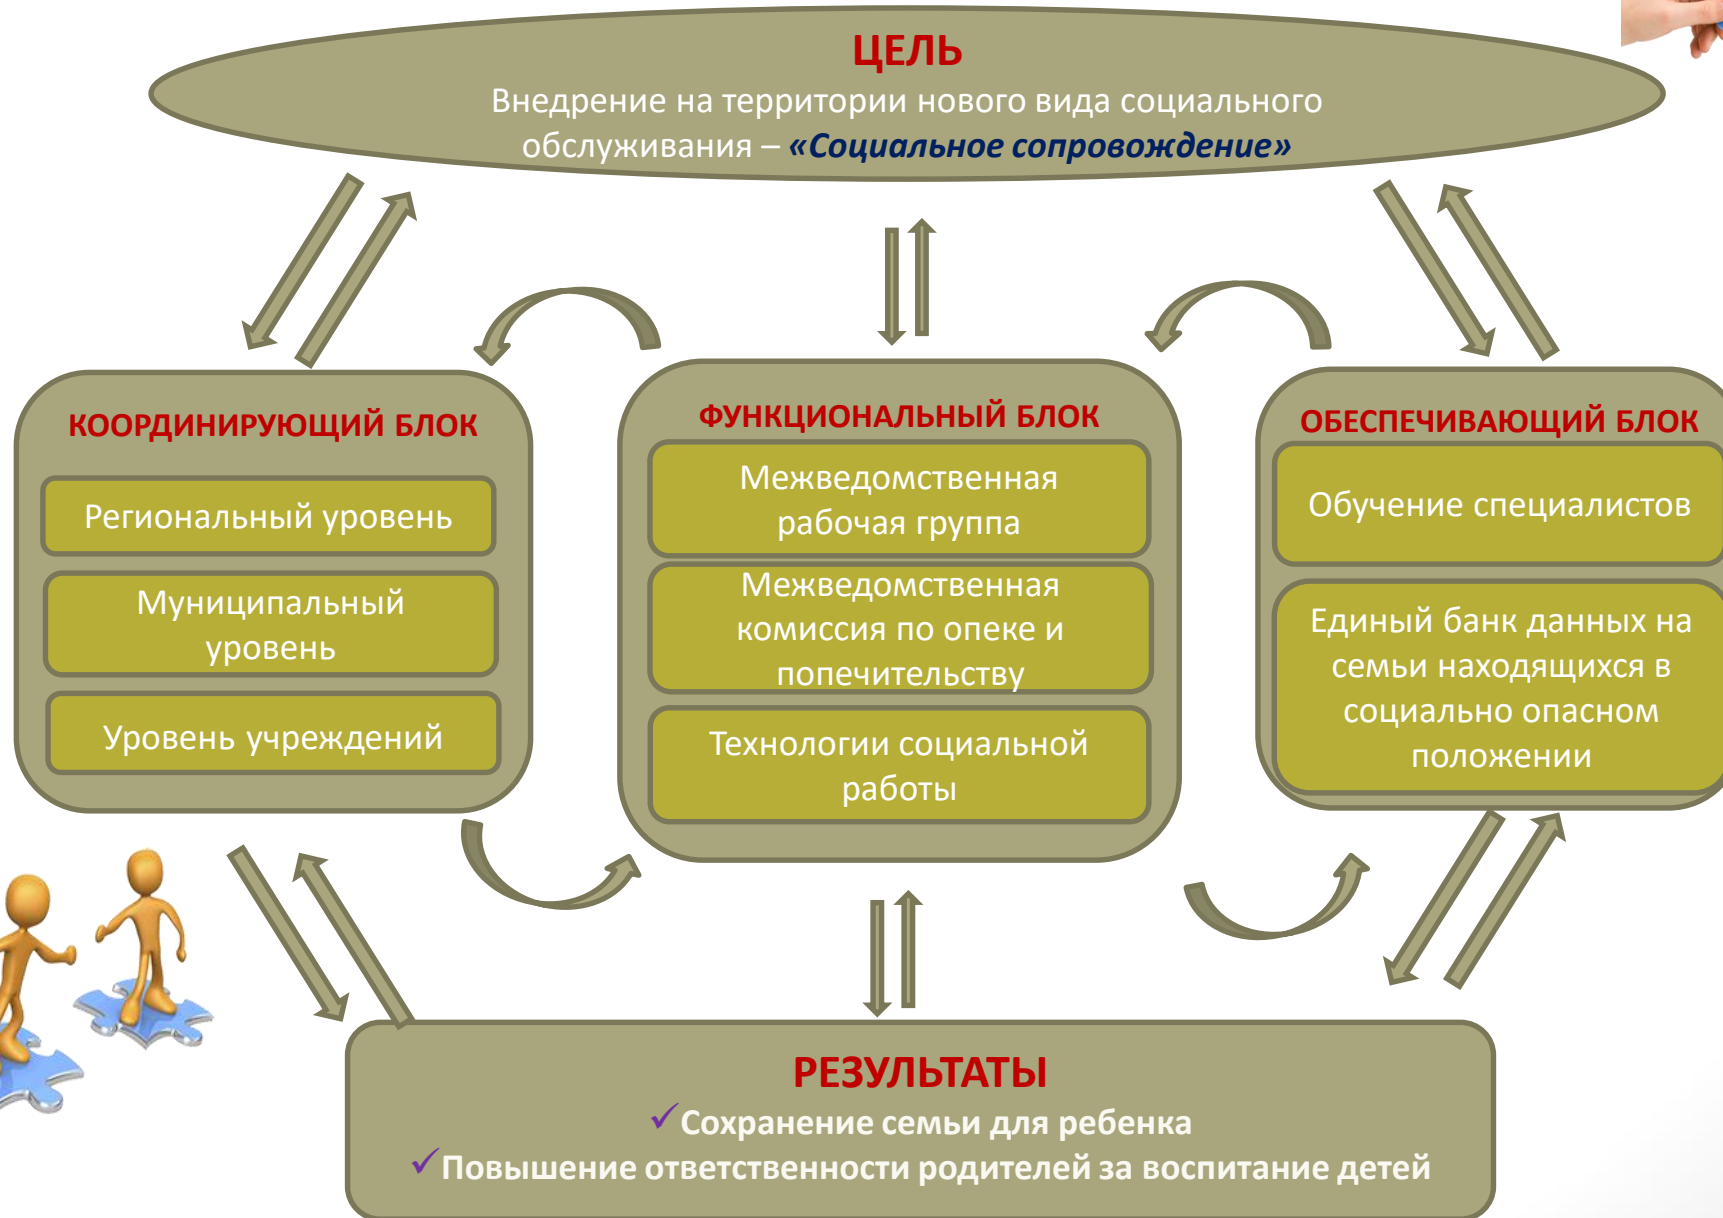 ЦЕЛЬ
Внедрение на территории нового вида социального
обслуживания – «Социальное сопровождение»
КООРДИНИРУЮЩИЙ БЛОК
Региональный уровень
Муниципальный
уровень
Уровень учреждений
ФУНКЦИОНАЛЬНЫЙ БЛОК
Межведомственная
рабочая группа
Межведомственная
комиссия по опеке и
попечительству
Технологии социальной
работы
ОБЕСПЕЧИВАЮЩИЙ БЛОК
Обучение специалистов
Единый банк данных на
семьи находящихся в
социально опасном
положении
РЕЗУЛЬТАТЫ
✓Сохранение семьи для ребенка
✓Повышение ответственности родителей за воспитание детей